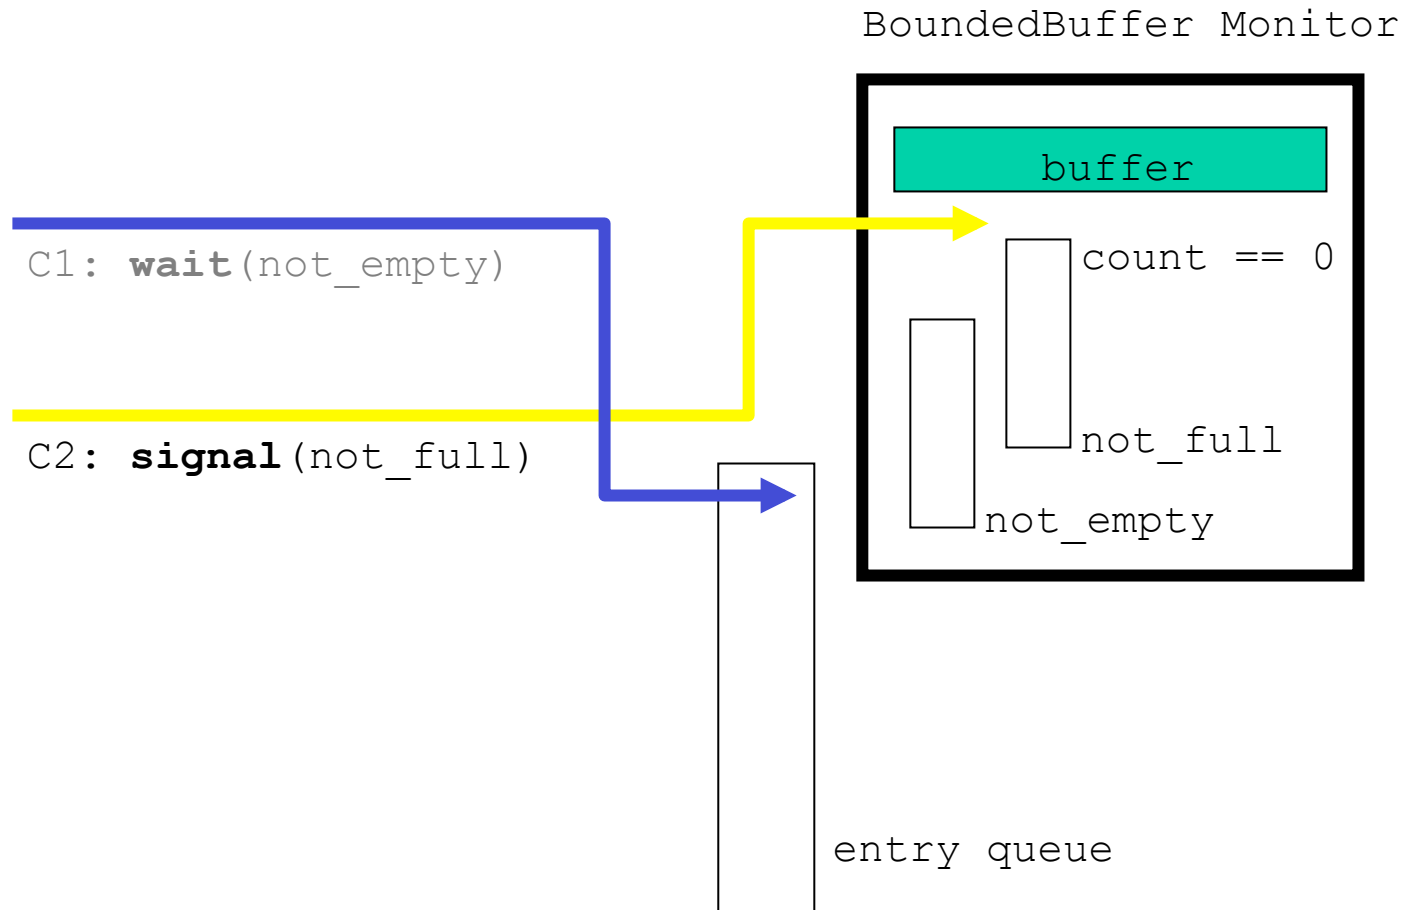 BoundedBuffer Monitor
buffer
C1: wait(not_empty)
count == 0
C2: signal(not_full)
not_full
not_empty
entry queue